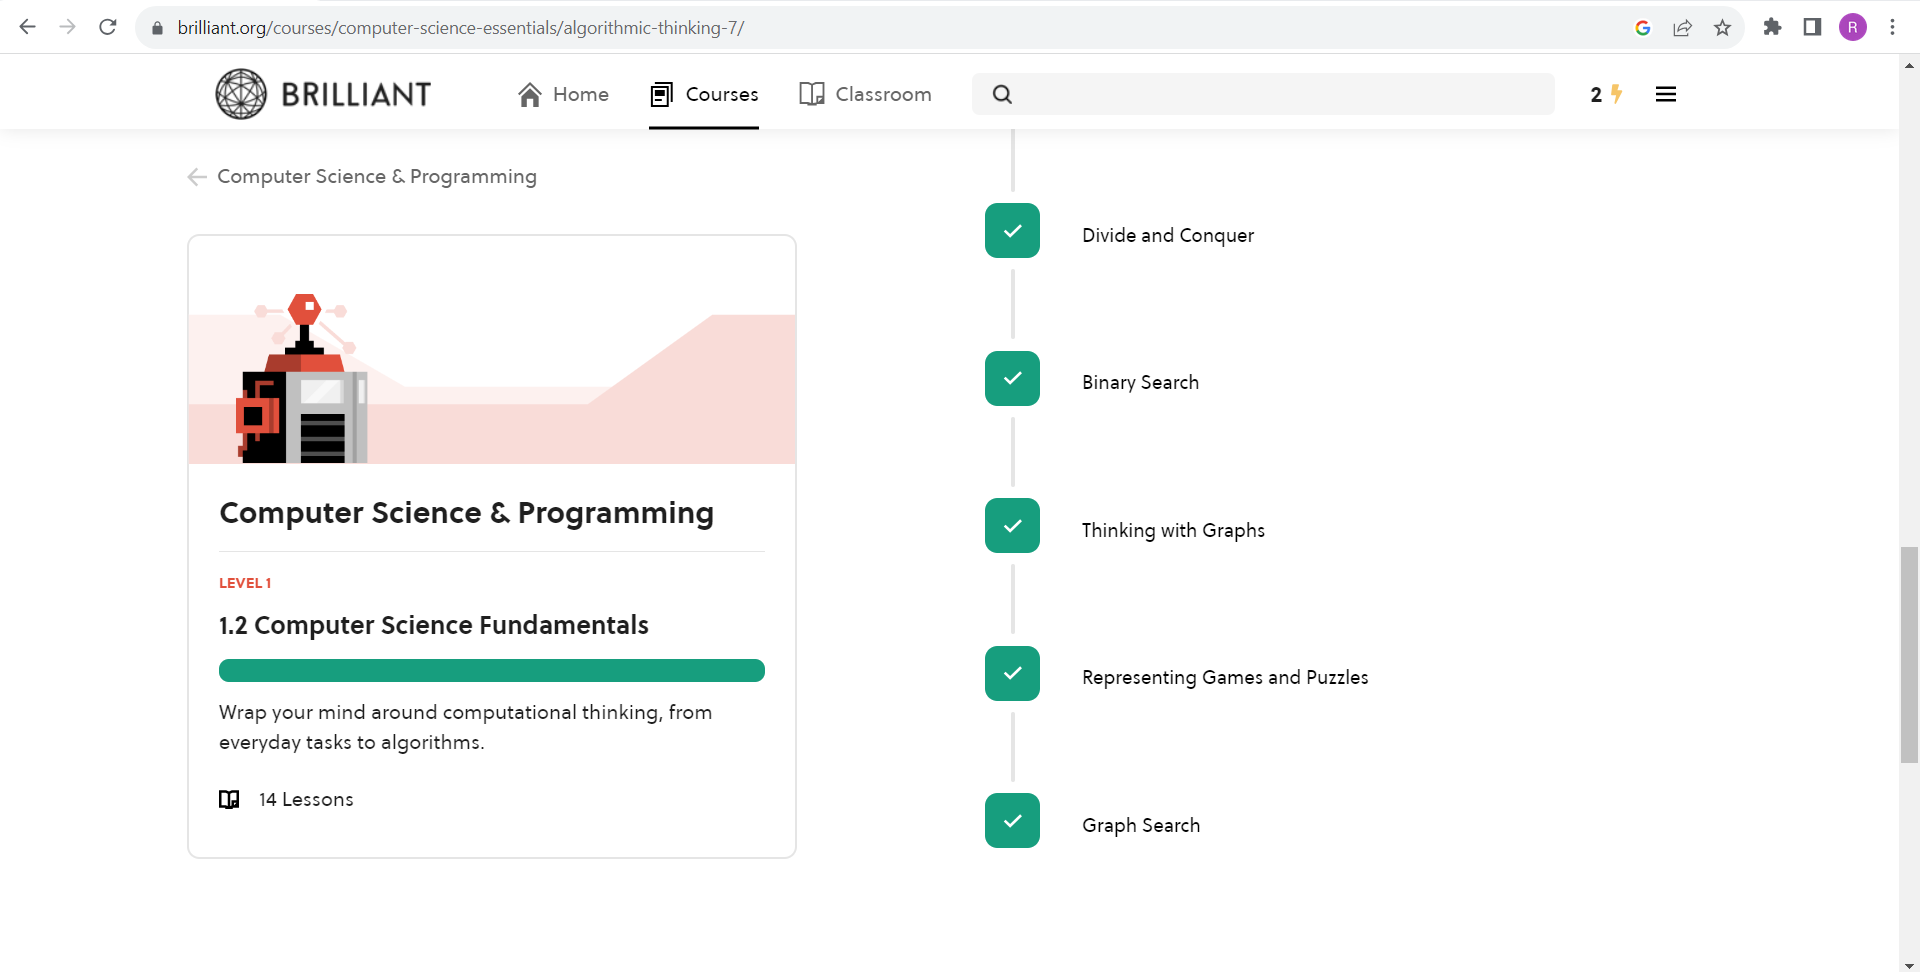 brilliant.org/courses/computer-science-essentials/algorithmic-thinking-7/
R
BRILLIANT
Home
Courses
Classroom
2
Computer Science & Programming
Computer Science & Programming
LEVEL 1
1.2 Computer Science Fundamentals
Wrap your mind around computational thinking, from
everyday tasks to algorithms.
14 Lessons
Divide and Conquer
Binary Search
Thinking with Graphs
Representing Games and Puzzles
Graph Search